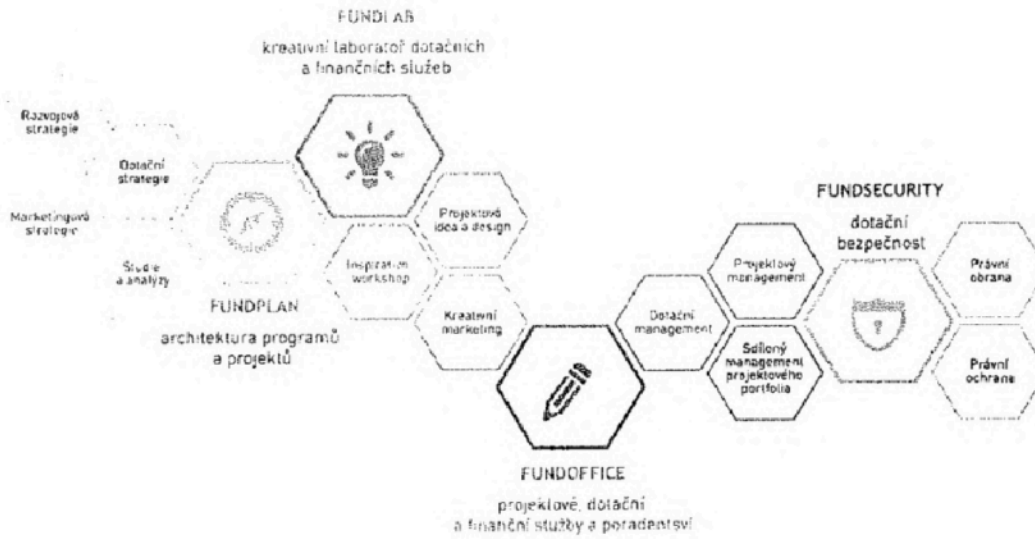 FUNDLAB
kreativní laboratoř dotačních
a finančních služeb
Rozvojová
strategie
Dotační
strategie
Marketingová
strategie
Studie
a analýzy
FUNDPLAN
architektura programů
a projektů
Inspiration
workshop
Projektová
idea a design
Kreativní
marketing
FUNDOFFICE
projektové, dotační
a finanční služby a poradentsví
Dotační
management
Projektový
management
Sdílený
management
projektového
portfolia
FUNDSECURITY
dotační
bezpečnost
Právní
obrana
Právní
ochrana